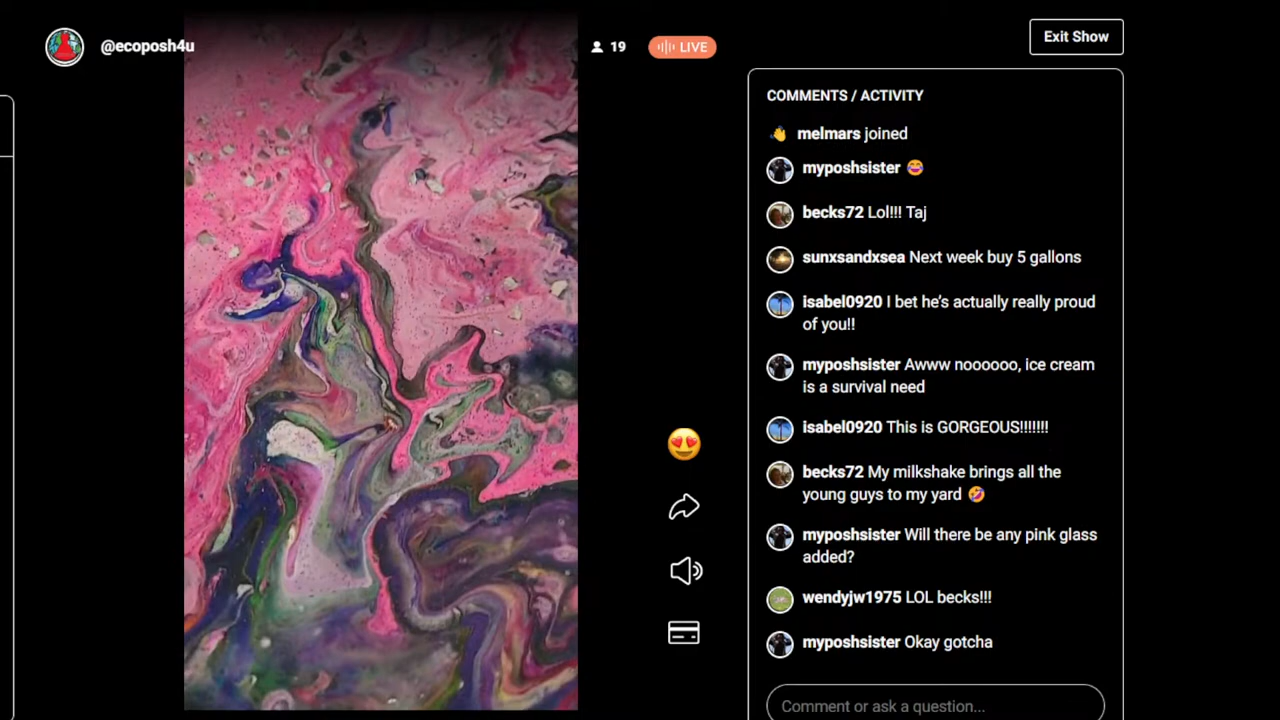 @ecoposh4u
19
LIVE
Exit Show
COMMENTS / ACTIVITY
👋 melmars joined
myposhsister 😂
becks72 Lol!!! Taj
sunxsandxsea Next week buy 5 gallons
isabel0920 I bet he's actually really proud
of you!!
myposhsister Awww noooooo, ice cream
is a survival need
isabel0920 This is GORGEOUS!!!!!!!
becks72 My milkshake brings all the
young guys to my yard 🤣
myposhsister Will there be any pink glass
added?
wendyjw1975 LOL becks!!!
myposhsister Okay gotcha
Comment or ask a question...